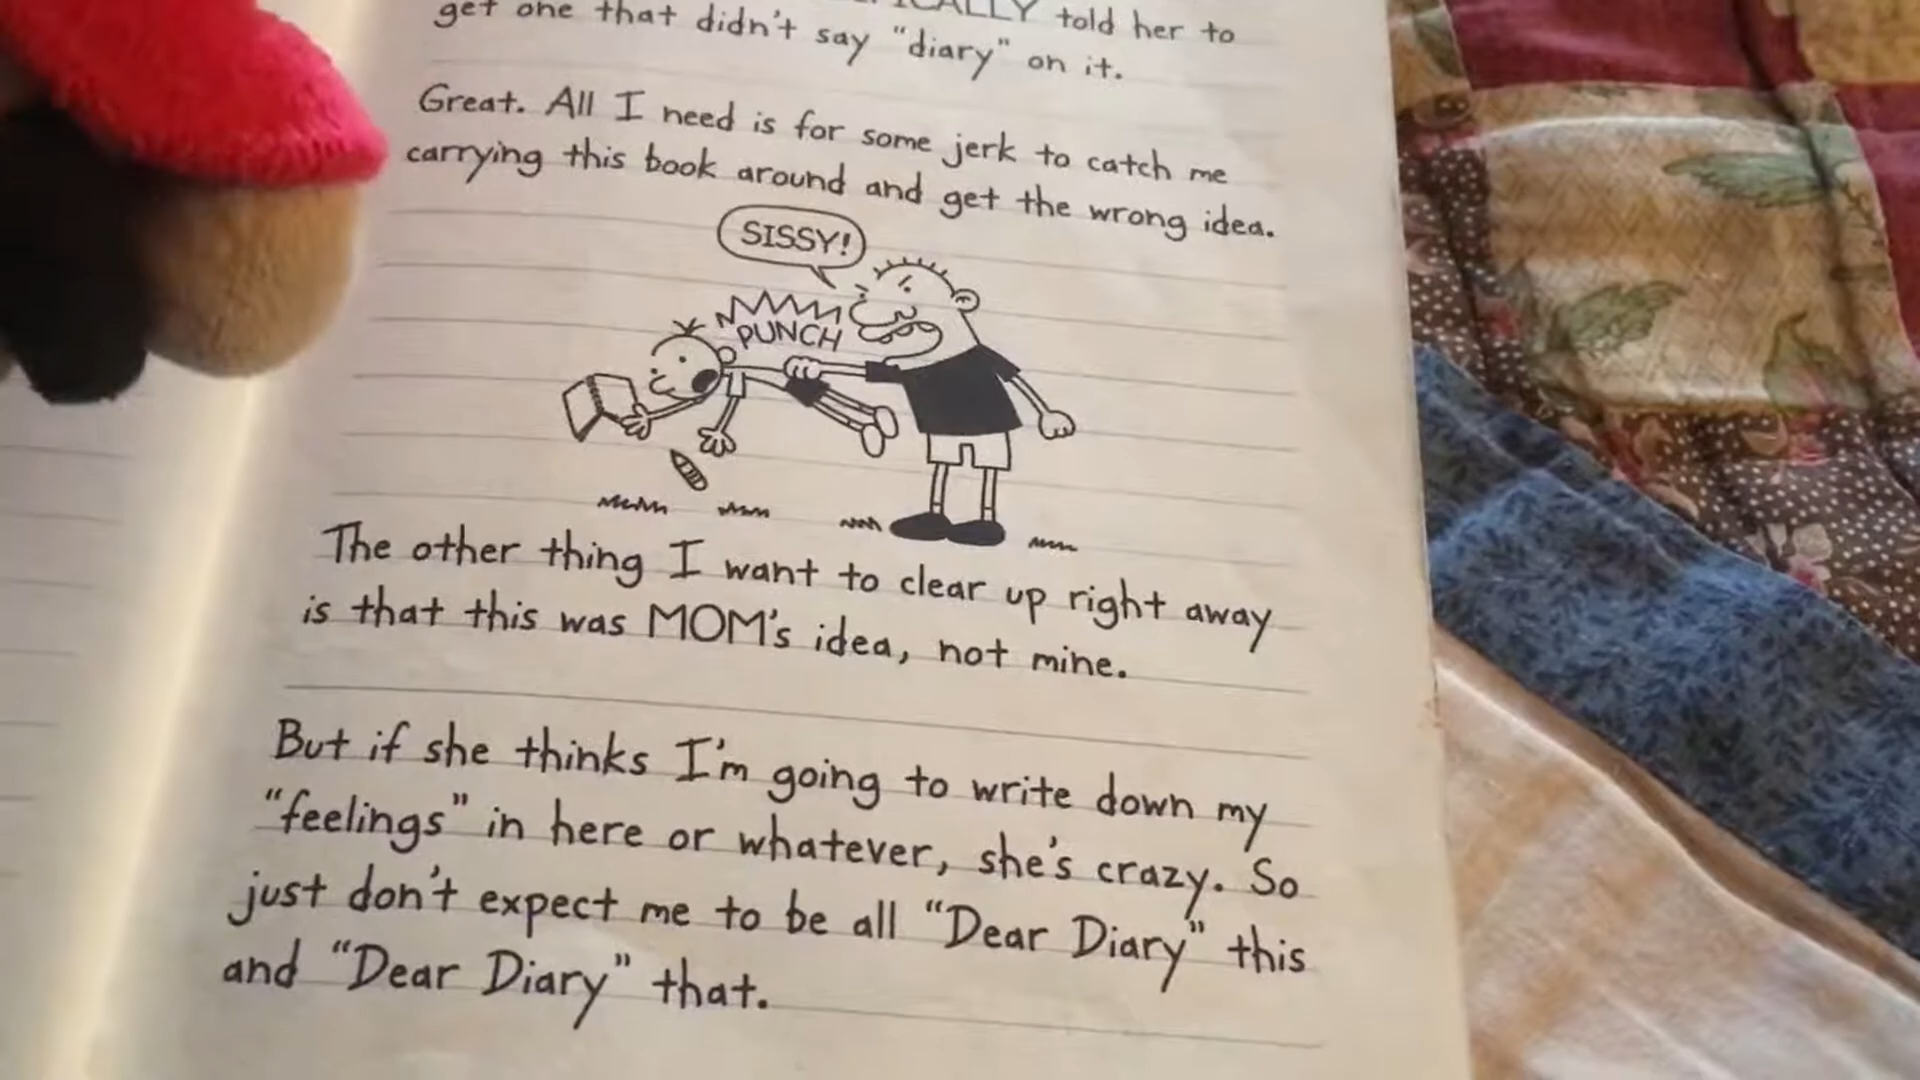 told her to
get one that didn't say "diary" on it.
Great. All I need is for some jerk to catch me
carrying this book around and get the wrong idea.
SISSY!
PUNCH
The other thing I want to clear up right away
is that this was MOM's idea, not mine.
But if she thinks I'm going to write down my
"feelings" in here or whatever, she's crazy. So
just don't expect me to be all "Dear Diary" this
and "Dear Diary" that.